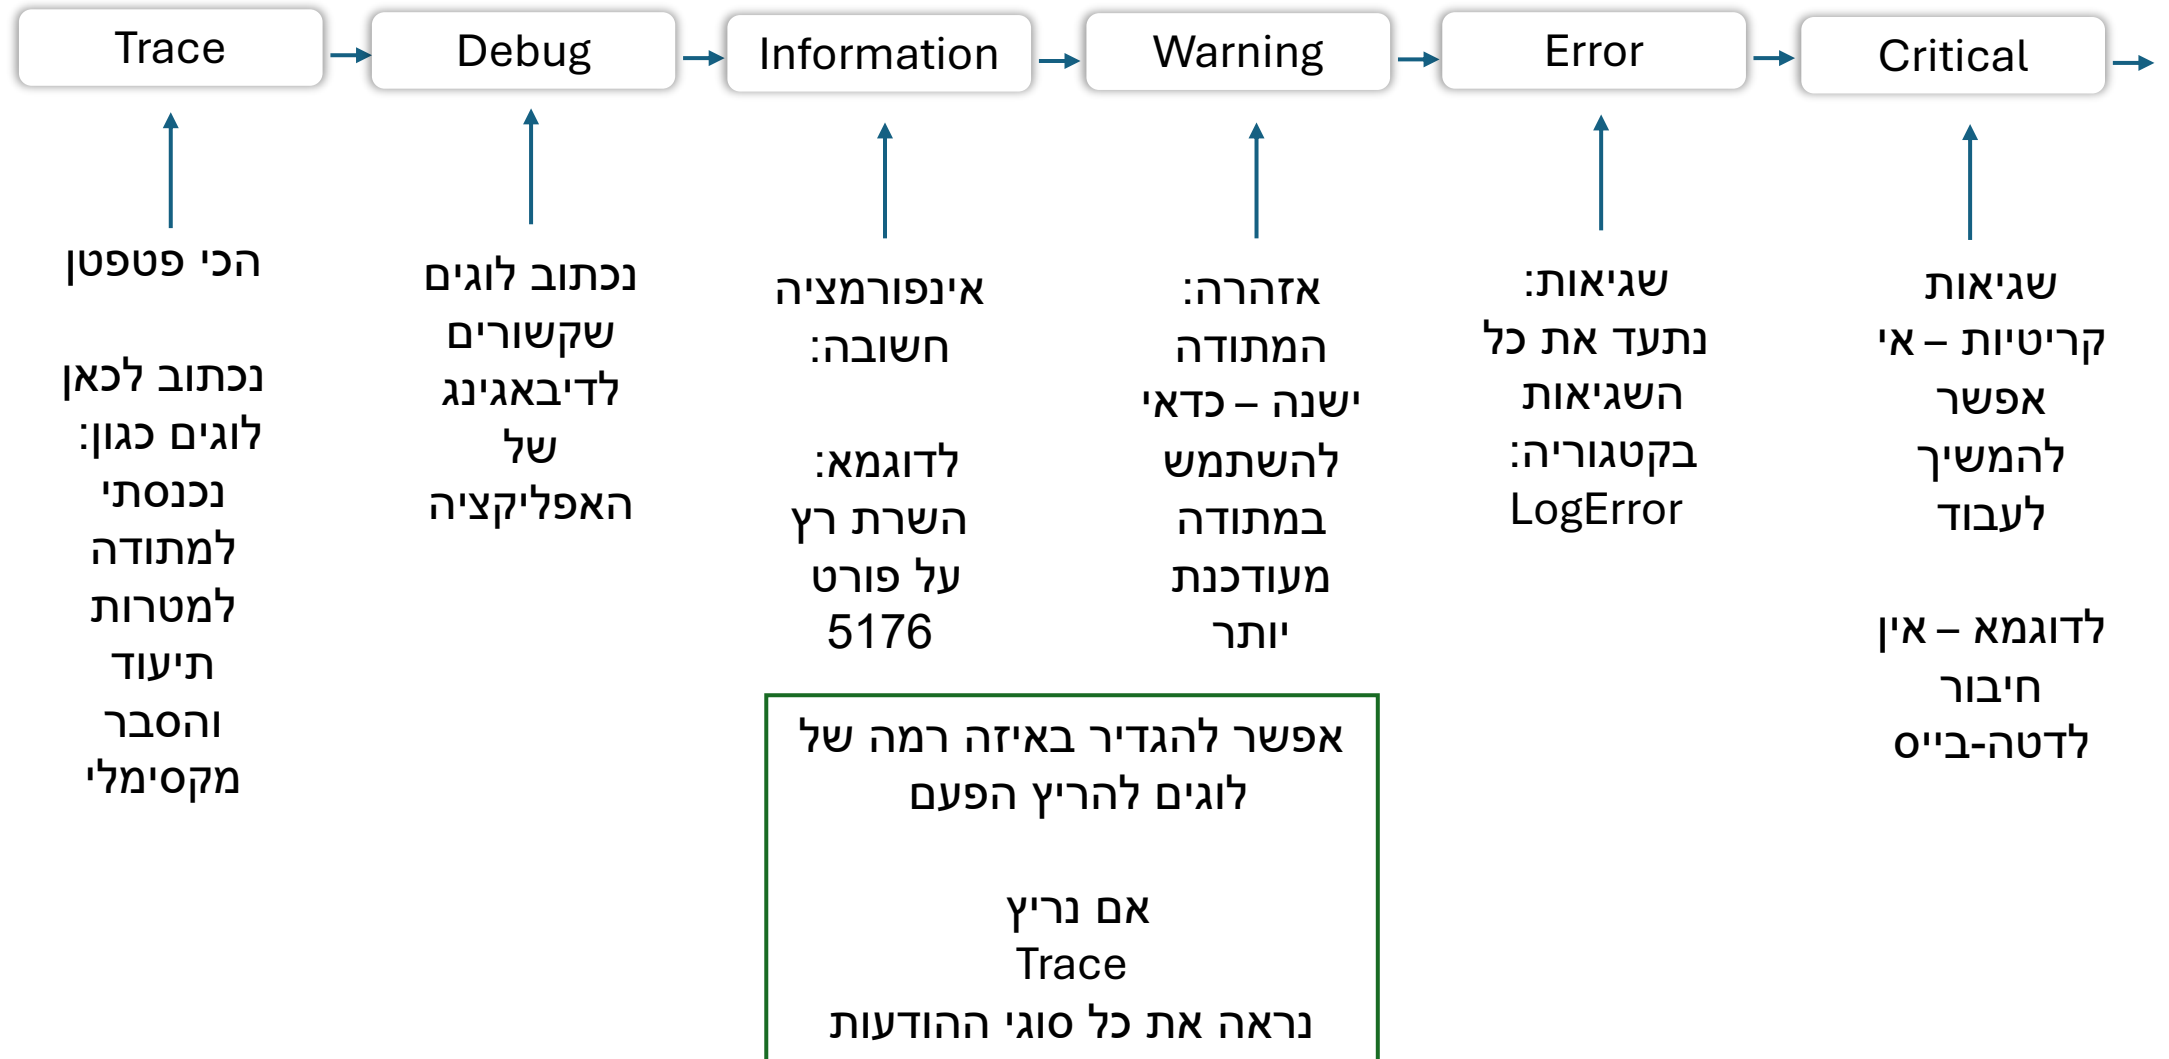 Trace
Debug
Information
Warning
Error
Critical
הכי פטפטן
נכתוב לכאן
לוגים כגון:
נכנסתי
למתודה
למטרות
תיעוד
והסבר
מקסימלי
נכתוב לוגים
שקשורים
לדיבאגינג
של
האפליקציה
אינפורמציה
חשובה:
לדוגמא:
השרת רץ
על פורט
5176
אזהרה:
המתודה
ישנה – כדאי
להשתמש
במתודה
מעודכנת
יותר
שגיאות:
נתעד את כל
השגיאות
בקטגוריה:
LogError
שגיאות
קריטיות – אי
אפשר
להמשיך
לעבוד
לדוגמא – אין
חיבור
לדטה-בייס
אפשר להגדיר באיזה רמה של
לוגים להריץ הפעם
אם נריץ
Trace
נראה את כל סוגי ההודעות